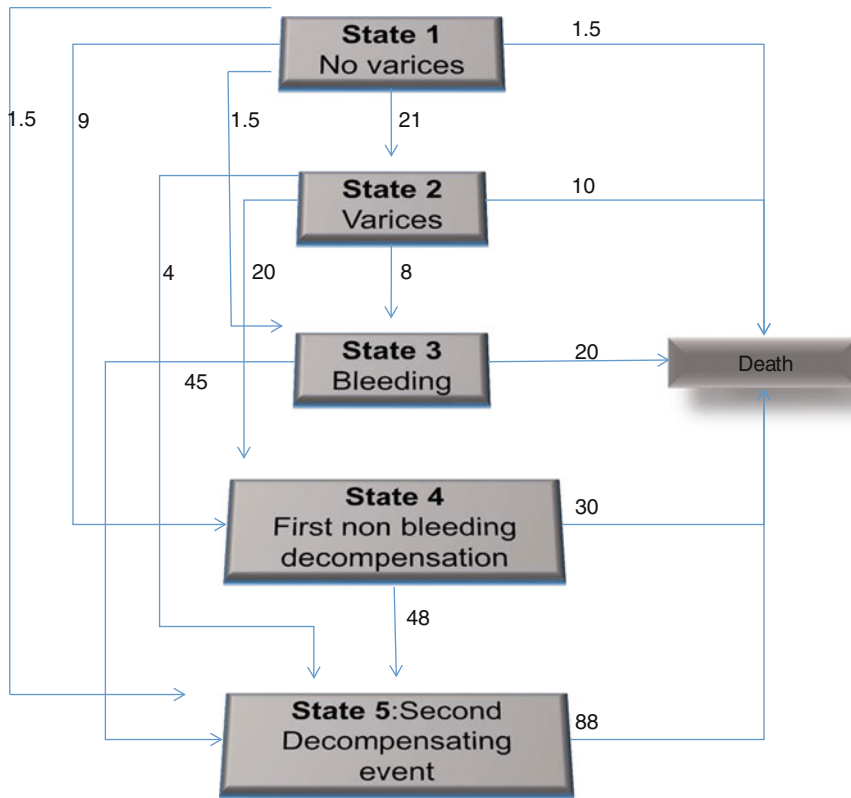 State 1
No varices
1.5
1.5
9
1.5
21
State 2
Varices
10
4
20
8
State 3
Bleeding
20
Death
45
State 4
First non bleeding
decompensation
30
48
State 5:Second
Decompensating
event
88